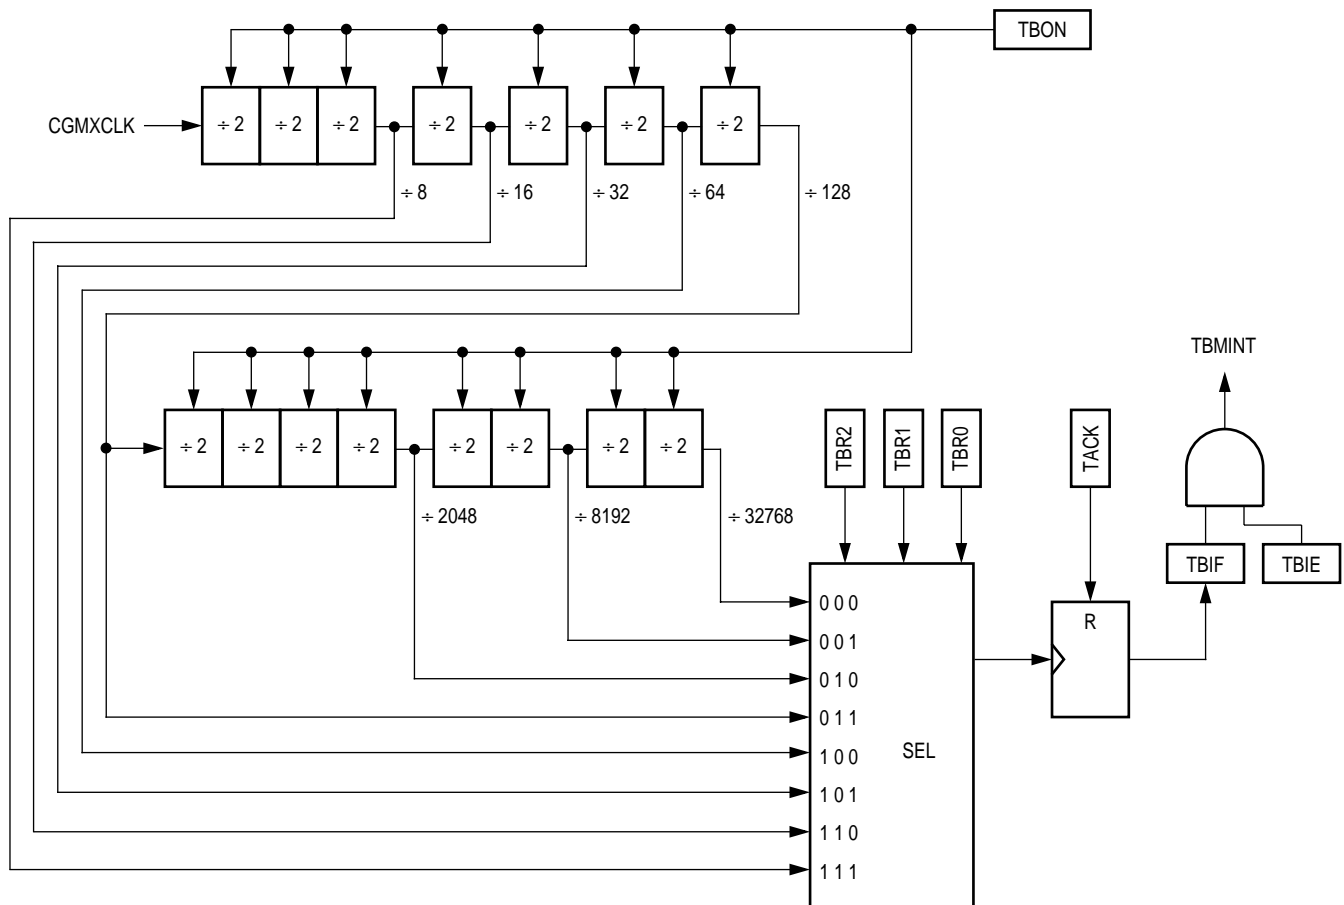 TBON
CGMXCLK
÷ 2 ÷ 2 ÷ 2 ÷ 2 ÷ 2 ÷ 2 ÷ 2
÷ 8 ÷ 16 ÷ 32 ÷ 64 ÷ 128
TBMINT
÷ 2 ÷ 2 ÷ 2 ÷ 2 ÷ 2 ÷ 2 ÷ 2 ÷ 2
TBR2
TBR1
TBR0
TACK
÷ 2048 ÷ 8192 ÷ 32768
TBIF TBIE
0 0 0
0 0 1
0 1 0
0 1 1
1 0 0
1 0 1
1 1 0
1 1 1
SEL
R